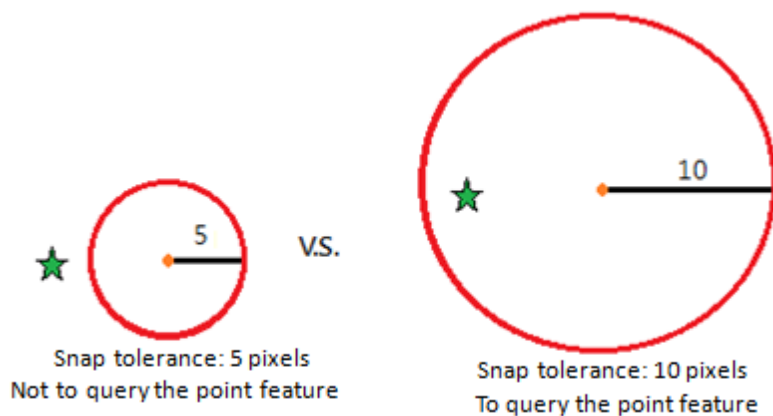 5
V.S.
10
Snap tolerance: 5 pixels
Not to query the point feature
Snap tolerance: 10 pixels
To query the point feature